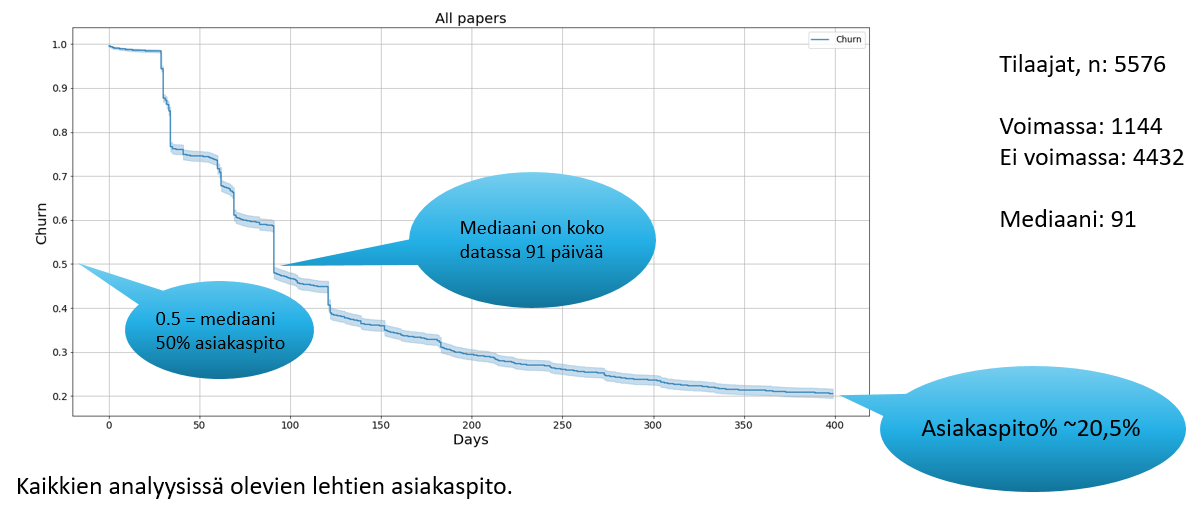 All papers
Churn
1.0
0.9
0.8
0.7
0.6
0.5
0.4
0.3
0.2
Churn
0
50
100
150
200
250
300
350
400
Days
Mediaani on koko
datassa 91 päivää
0.5 = mediaani
50% asiakaspito
Tilaajat, n: 5576
Voimassa: 1144
Ei voimassa: 4432
Mediaani: 91
Asiakaspito% ~20,5%
Kaikkien analyysissä olevien lehtien asiakaspito.